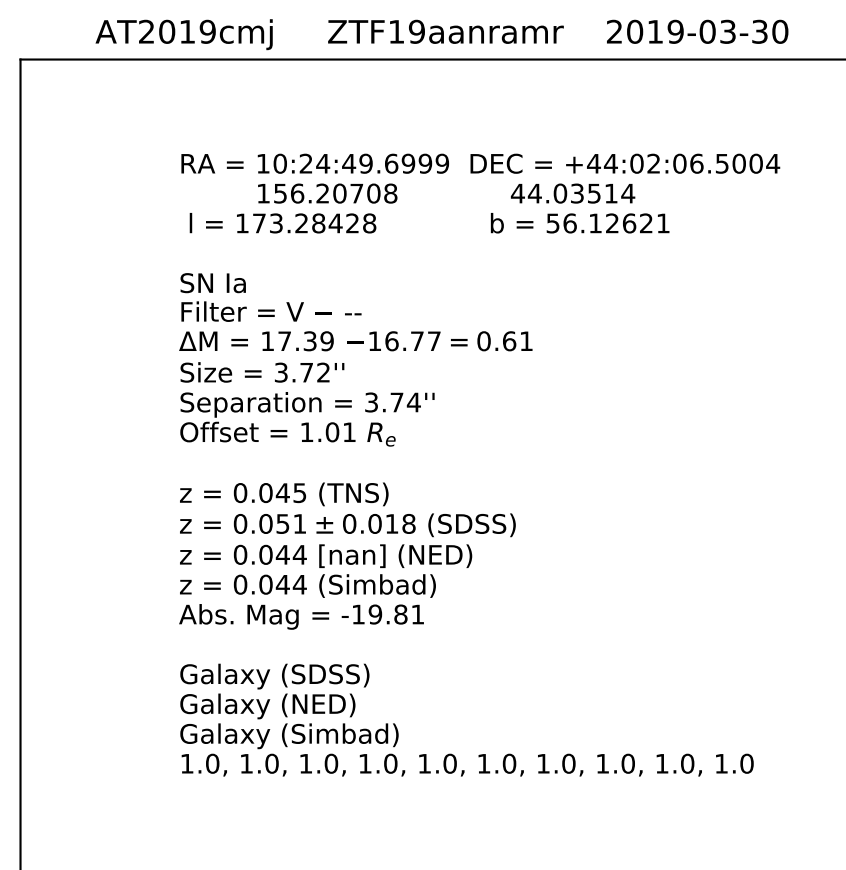 AT2019cmj ZTF19aanramr 2019-03-30
RA = 10:24:49.6999 DEC = +44:02:06.5004
156.20708 44.03514
l = 173.28428 b = 56.12621
SN Ia
Filter = V − --
ΔM = 17.39 −16.77 = 0.61
Size = 3.72''
Separation = 3.74''
Offset = 1.01 Rₑ
z = 0.045 (TNS)
z = 0.051 ± 0.018 (SDSS)
z = 0.044 [nan] (NED)
z = 0.044 (Simbad)
Abs. Mag = -19.81
Galaxy (SDSS)
Galaxy (NED)
Galaxy (Simbad)
1.0, 1.0, 1.0, 1.0, 1.0, 1.0, 1.0, 1.0, 1.0, 1.0